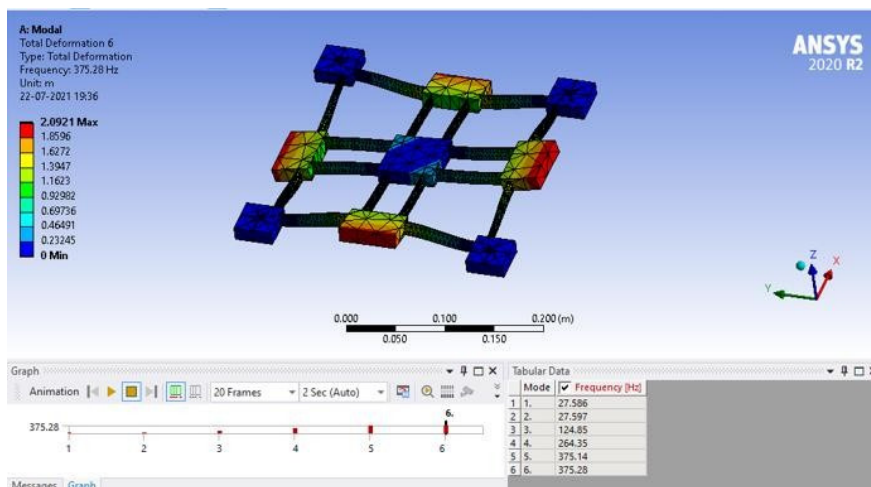 A: Modal
Total Deformation 6
Type: Total Deformation
Frequency: 375.28 Hz
Unit: m
22-07-2021 19:36
2.0921 Max
1.8596
1.6272
1.3947
1.1623
0.92982
0.69736
0.46491
0.23245
0 Min
ANSYS
2020 R2
Z
X
Y
0.000 0.100 0.200 (m)
0.050 0.150
Graph
Animation 20 Frames 2 Sec (Auto)
6.
375.28
1 2 3 4 5 6
Messages Graph
Tabular Data
Mode Frequency [Hz]
1 1. 27.586
2 2. 27.597
3 3. 124.85
4 4. 264.35
5 5. 375.14
6 6. 375.28